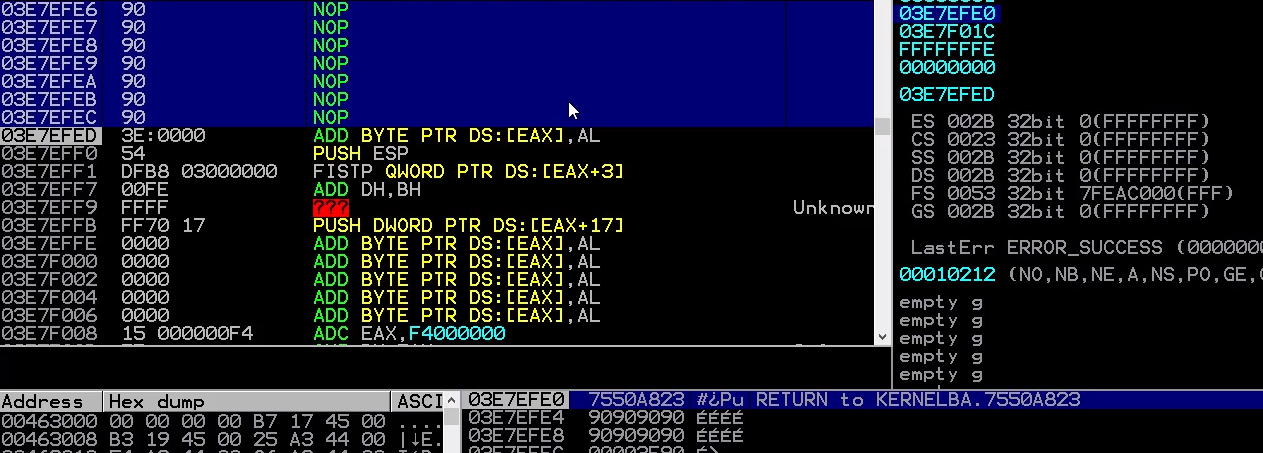 03E7EFE6 90 NOP
03E7EFE7 90 NOP
03E7EFE8 90 NOP
03E7EFE9 90 NOP
03E7EFEA 90 NOP
03E7EFEB 90 NOP
03E7EFEC 90 NOP
03E7EFED 3E:0000 ADD BYTE PTR DS:[EAX],AL
03E7EFF0 54 PUSH ESP
03E7EFF1 DFB8 03000000 FISTP QWORD PTR DS:[EAX+3]
03E7EFF7 00FE ADD DH,BH
03E7EFF9 FFFF ??? Unknown
03E7EFFB FF70 17 PUSH DWORD PTR DS:[EAX+17]
03E7EFFE 0000 ADD BYTE PTR DS:[EAX],AL
03E7F000 0000 ADD BYTE PTR DS:[EAX],AL
03E7F002 0000 ADD BYTE PTR DS:[EAX],AL
03E7F004 0000 ADD BYTE PTR DS:[EAX],AL
03E7F006 0000 ADD BYTE PTR DS:[EAX],AL
03E7F008 15 000000F4 ADC EAX,F4000000
03E7EFE0
03E7F01C
FFFFFFFE
00000000
03E7EFED
ES 002B 32bit 0(FFFFFFFF)
CS 0023 32bit 0(FFFFFFFF)
SS 002B 32bit 0(FFFFFFFF)
DS 002B 32bit 0(FFFFFFFF)
FS 0053 32bit 7FEAC000(FFF)
GS 002B 32bit 0(FFFFFFFF)
LastErr ERROR_SUCCESS (0000000
00010212 (NO,NB,NE,A,NS,PO,GE,
empty g
empty g
empty g
empty g
empty g
Address Hex dump ASCI
00463000 00 00 00 00 B7 17 45 00 ....
00463008 B3 19 45 00 25 A3 44 00 |↓E.
03E7EFE0 7550A823 #¿Pu RETURN to KERNELBA.7550A823
03E7EFE4 90909090 ÉÉÉÉ
03E7EFE8 90909090 ÉÉÉÉ